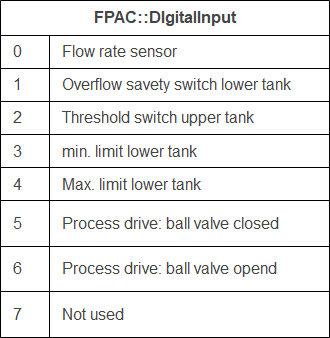 FPAC::DIgitalInput
0 Flow rate sensor
1 Overflow savety switch lower tank
2 Threshold switch upper tank
3 min. limit lower tank
4 Max. limit lower tank
5 Process drive: ball valve closed
6 Process drive: ball valve opend
7 Not used